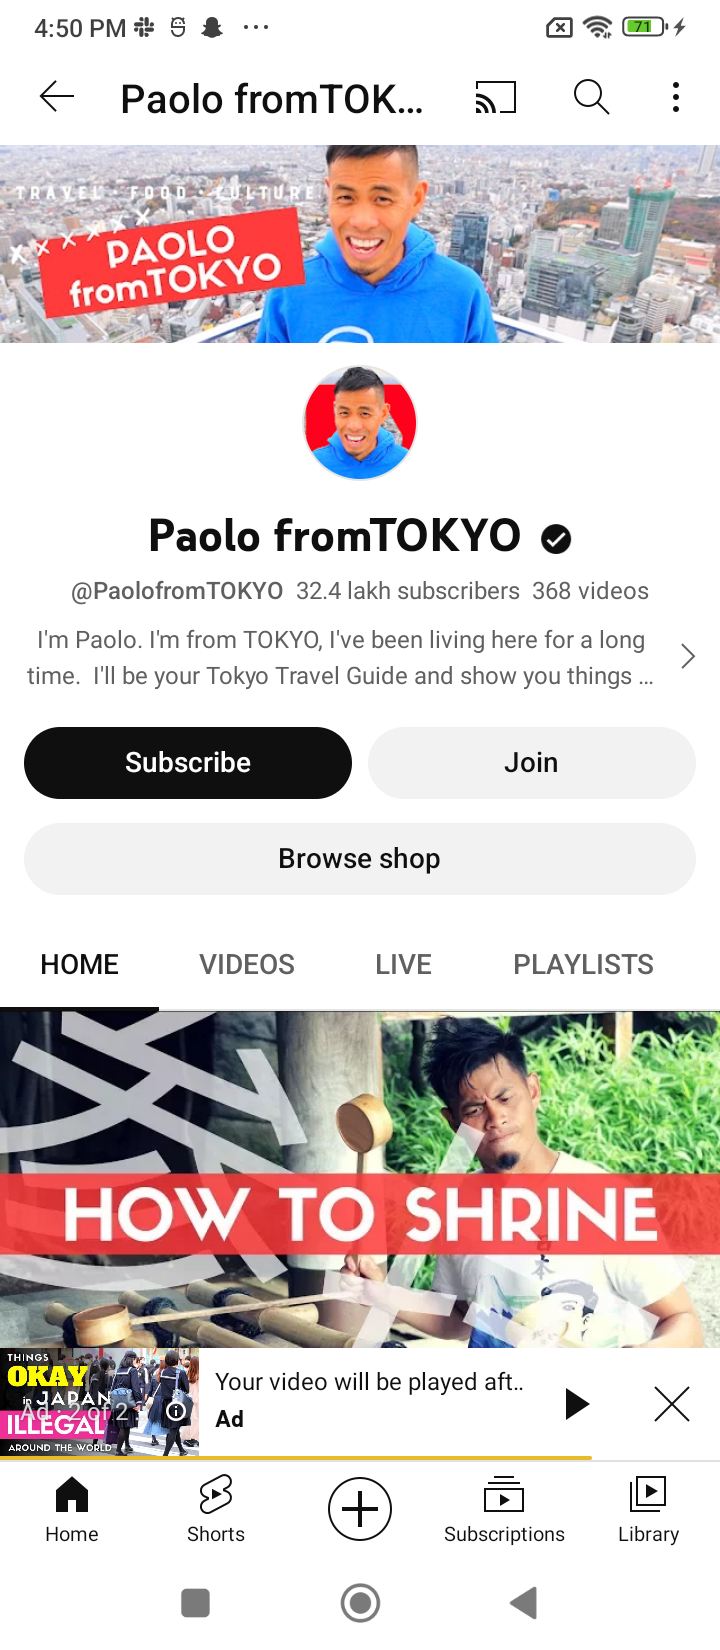 4:50 PM
71
Paolo fromTOK...
TRAVEL · FOOD · CULTURE
PAOLO
fromTOKYO
Paolo fromTOKYO
@PaolofromTOKYO 32.4 lakh subscribers 368 videos
I'm Paolo. I'm from TOKYO, I've been living here for a long
time. I'll be your Tokyo Travel Guide and show you things ...
Subscribe
Join
Browse shop
HOME
VIDEOS
LIVE
PLAYLISTS
HOW TO SHRINE
日本
THINGS
OKAY
in JAPAN
Ad · 2 of 2
ILLEGAL
AROUND THE WORLD
Your video will be played aft..
Ad
Home
Shorts
Subscriptions
Library